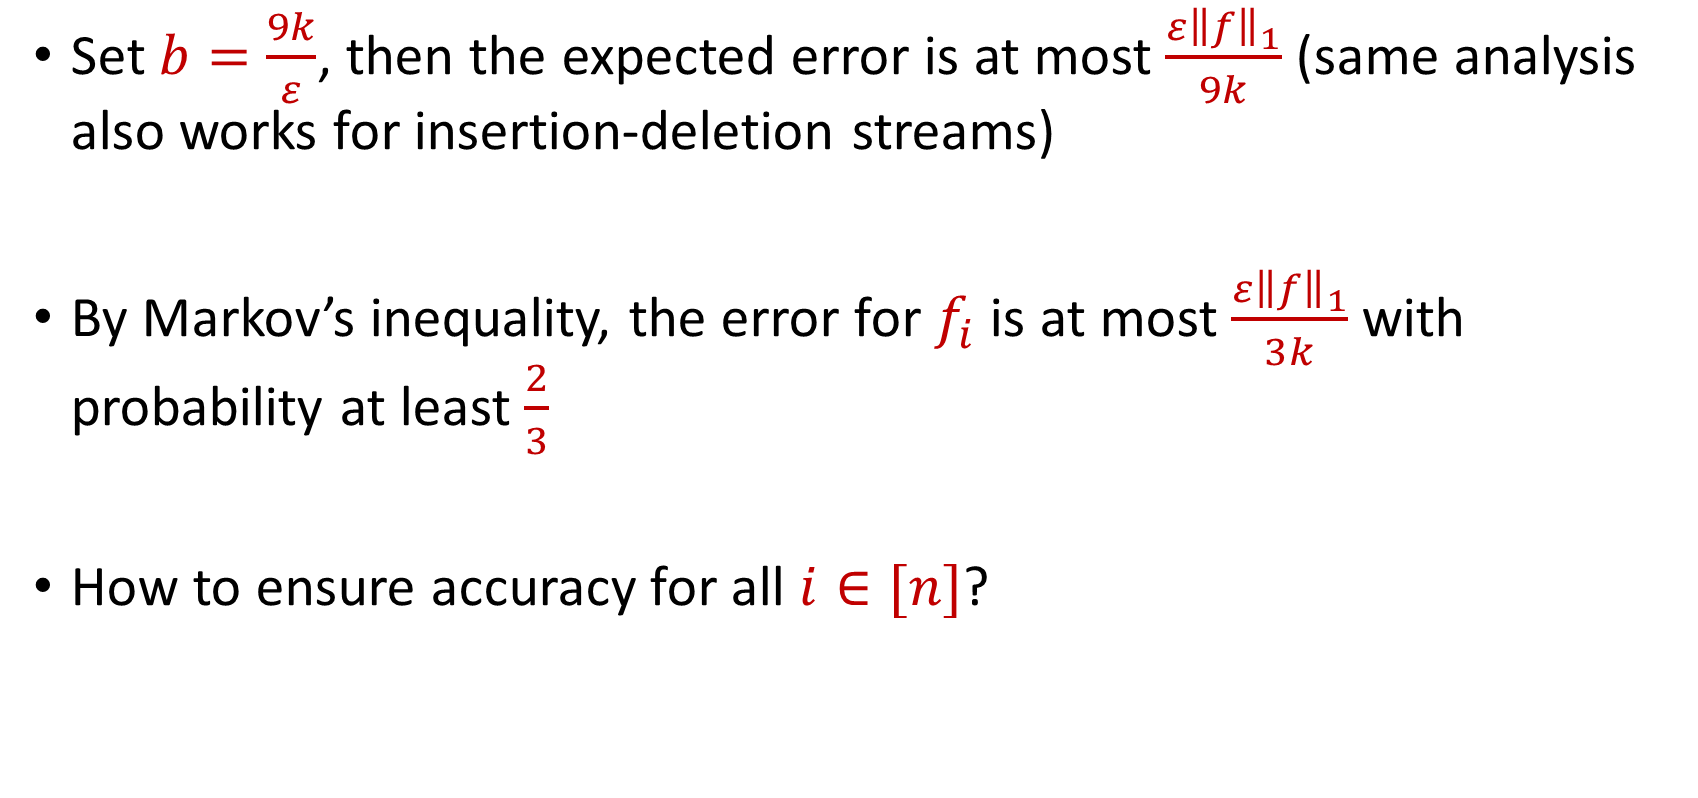 • Set b = 9k/ε, then the expected error is at most ε‖f‖₁/9k (same analysis
also works for insertion-deletion streams)
• By Markov’s inequality, the error for fᵢ is at most ε‖f‖₁/3k with
probability at least 2/3
• How to ensure accuracy for all i ∈ [n]?